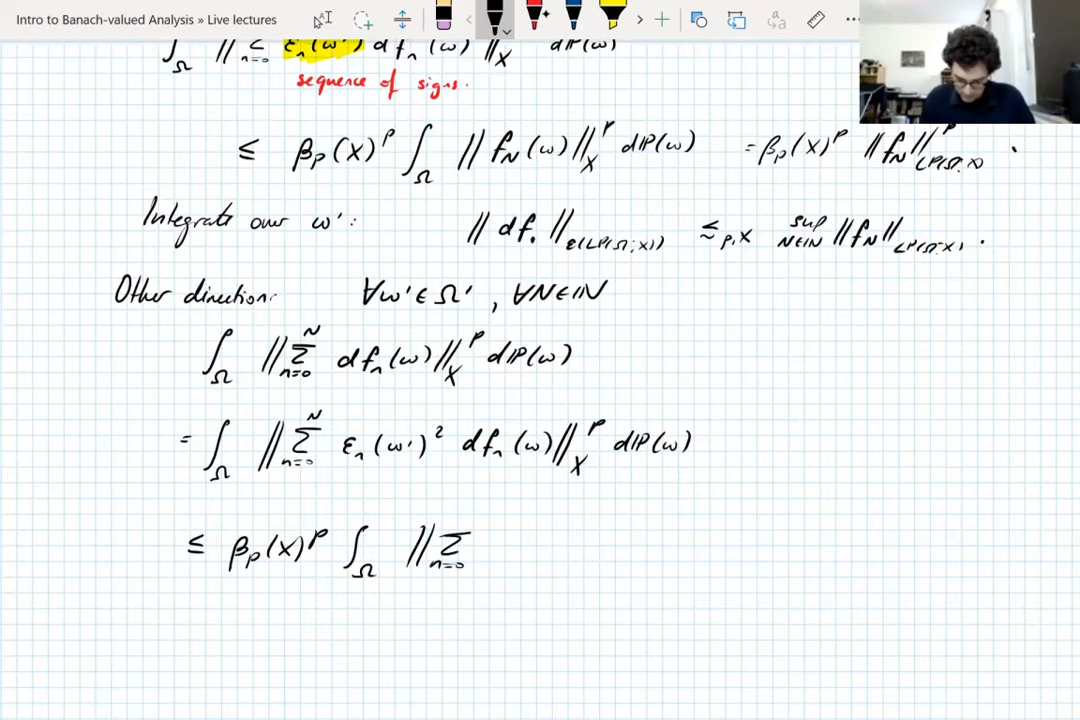 Intro to Banach-valued Analysis » Live lectures
∫_Ω ‖ Σ_{n=0} ε_n(ω') df_n(ω) ‖_X dℙ(ω)
sequence of signs.
≤ β_p(X)^p ∫_Ω ‖ f_N(ω) ‖_X^p dℙ(ω) = β_p(X)^p ‖f_N‖_{L^p(Ω;X)}^p .
Integrate over ω': ‖ df. ‖_{ε(L^p(Ω;X))} ≲_{p,X} sup_{N∈ℕ} ‖f_N‖_{L^p(Ω;X)} .
Other direction: ∀ω'∈Ω', ∀N∈ℕ
∫_Ω ‖ Σ_{n=0}^N df_n(ω) ‖_X^p dℙ(ω)
= ∫_Ω ‖ Σ_{n=0}^N ε_n(ω')² df_n(ω) ‖_X^p dℙ(ω)
≤ β_p(X)^p ∫_Ω ‖ Σ_{n=0}